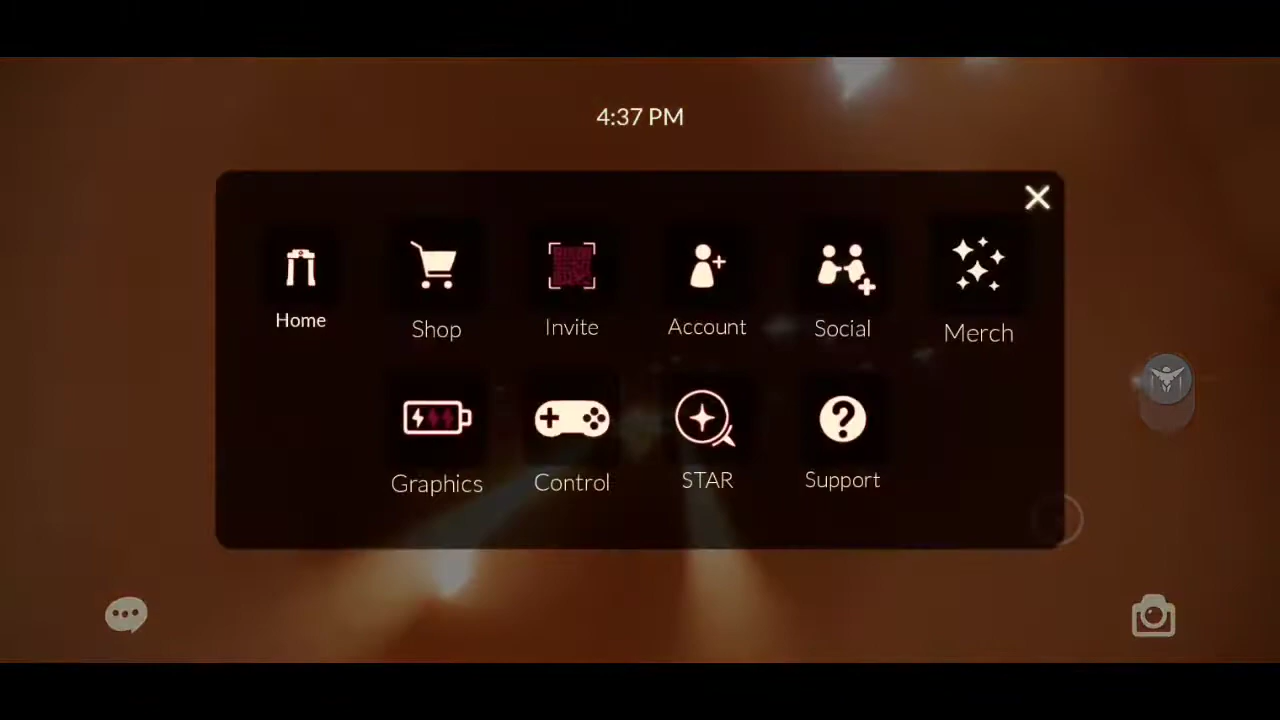 4:37 PM
Home
Shop
Invite
Account
Social
Merch
Graphics
Control
STAR
Support